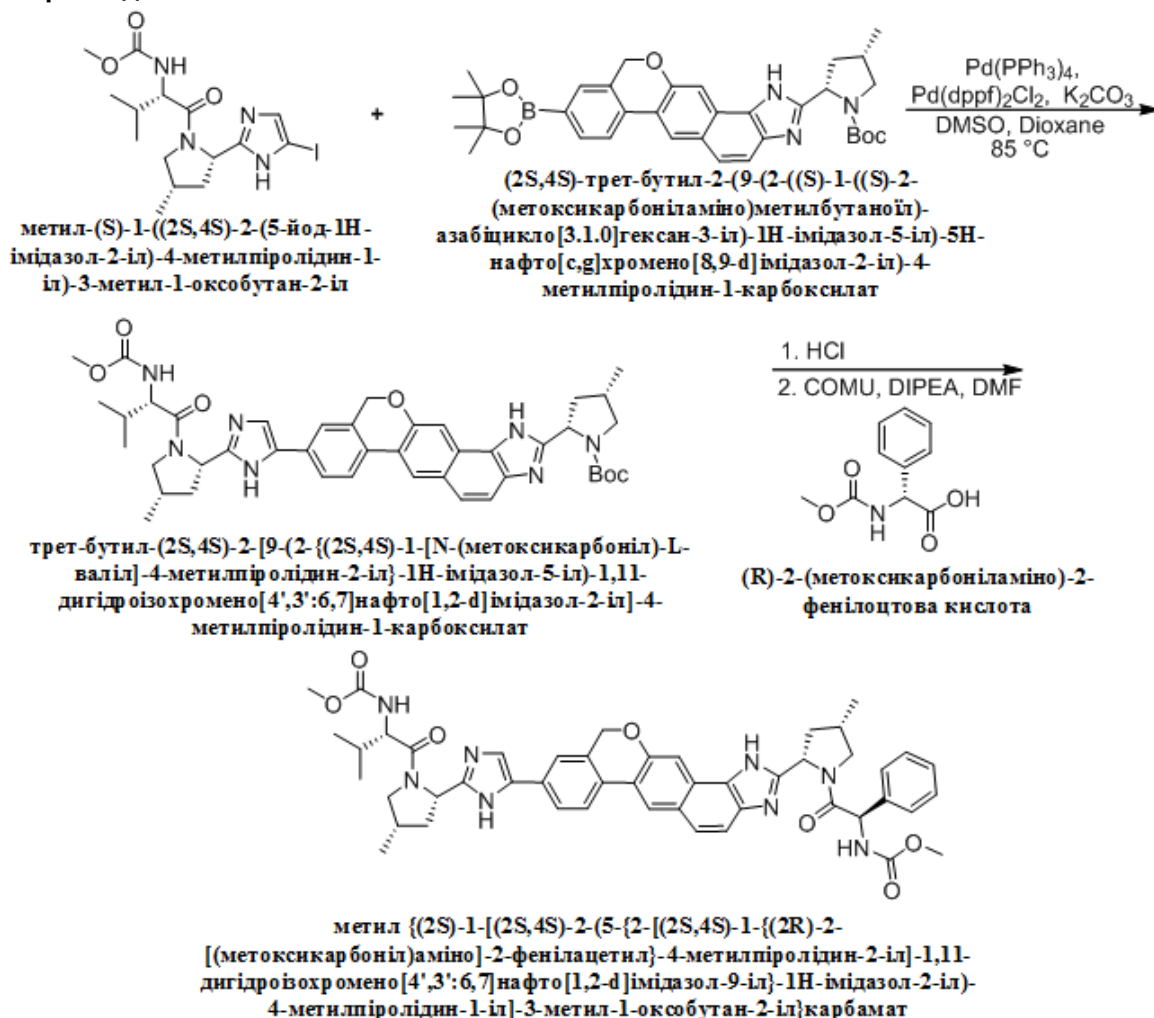 Pd(PPh3)4,
Pd(dppf)2Cl2, K2CO3
DMSO, Dioxane
85 °C
метил-(S)-1-((2S,4S)-2-(5-йод-1Н-
імідазол-2-іл)-4-метилпіролідин-1-
іл)-3-метил-1-оксобутан-2-іл
(2S,4S)-трет-бутил-2-(9-(2-((S)-1-((S)-2-
(метоксикарбоніламіно)метилбутаноїл)-
азабіцикло[3.1.0]гексан-3-іл)-1Н-імідазол-5-іл)-5Н-
нафто[c,g]хромено[8,9-d]імідазол-2-іл)-4-
метилпіролідин-1-карбоксилат
1. HCl
2. COMU, DIPEA, DMF
трет-бутил-(2S,4S)-2-[9-(2-{(2S,4S)-1-[N-(метоксикарбоніл)-L-
валіл]-4-метилпіролідин-2-іл}-1Н-імідазол-5-іл)-1,11-
дигідроізохромено[4',3':6,7]нафто[1,2-d]імідазол-2-іл]-4-
метилпіролідин-1-карбоксилат
(R)-2-(метоксикарбоніламіно)-2-
фенілоцтова кислота
метил {(2S)-1-[(2S,4S)-2-(5-{2-[(2S,4S)-1-{(2R)-2-
[(метоксикарбоніл)аміно]-2-фенілацетил}-4-метилпіролідин-2-іл]-1,11-
дигідроізохромено[4',3':6,7]нафто[1,2-d]імідазол-9-іл}-1Н-імідазол-2-іл)-
4-метилпіролідин-1-іл]-3-метил-1-оксобутан-2-іл}карбамат